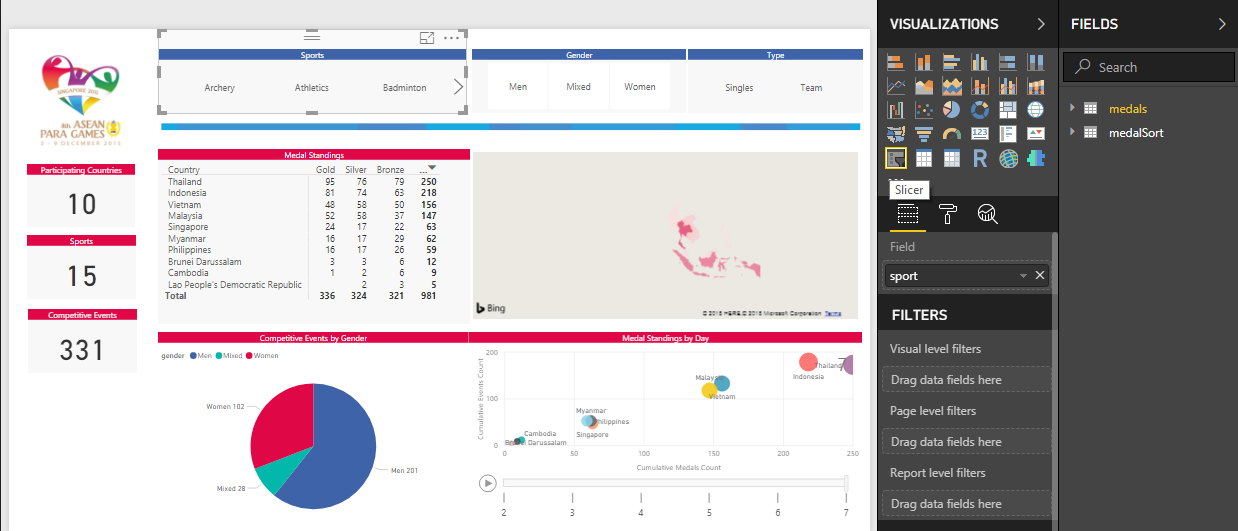 VISUALIZATIONS
FIELDS
Search
medals
medalSort
Slicer
Field
sport
FILTERS
Visual level filters
Drag data fields here
Page level filters
Drag data fields here
Report level filters
Drag data fields here
SINGAPORE 2015
8th ASEAN
PARA GAMES
3 - 9 DECEMBER 2015
Sports
Archery Athletics Badminton
Gender
Men Mixed Women
Type
Singles Team
Participating Countries
10
Sports
15
Competitive Events
331
Medal Standings
Country Gold Silver Bronze ...
Thailand 95 76 79 250
Indonesia 81 74 63 218
Vietnam 48 58 50 156
Malaysia 52 58 37 147
Singapore 24 17 22 63
Myanmar 16 17 29 62
Philippines 16 17 26 59
Brunei Darussalam 3 3 6 12
Cambodia 1 2 6 9
Lao People's Democratic Republic 2 3 5
Total 336 324 321 981
Bing
© 2015 HERE © 2015 Microsoft Corporation Terms
Competitive Events by Gender
gender Men Mixed Women
Women 102
Mixed 28
Men 201
Medal Standings by Day
Cumulative Events Count
200
100
0
7
Thailand
Indonesia
Malaysia
Vietnam
Myanmar
Philippines
Singapore
Cambodia
Brunei Darussalam
0 50 100 150 200 250
Cumulative Medals Count
2 3 4 5 6 7